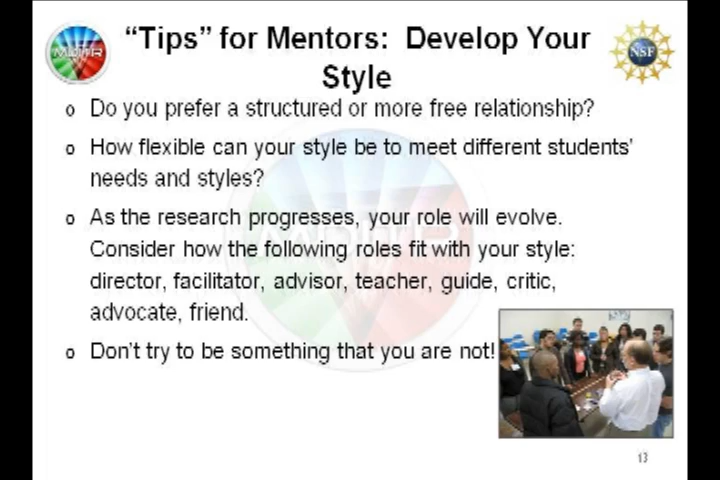 “Tips” for Mentors: Develop Your
Style
NSF
o Do you prefer a structured or more free relationship?
o How flexible can your style be to meet different students’
needs and styles?
o As the research progresses, your role will evolve.
Consider how the following roles fit with your style:
director, facilitator, advisor, teacher, guide, critic,
advocate, friend.
o Don’t try to be something that you are not!
13